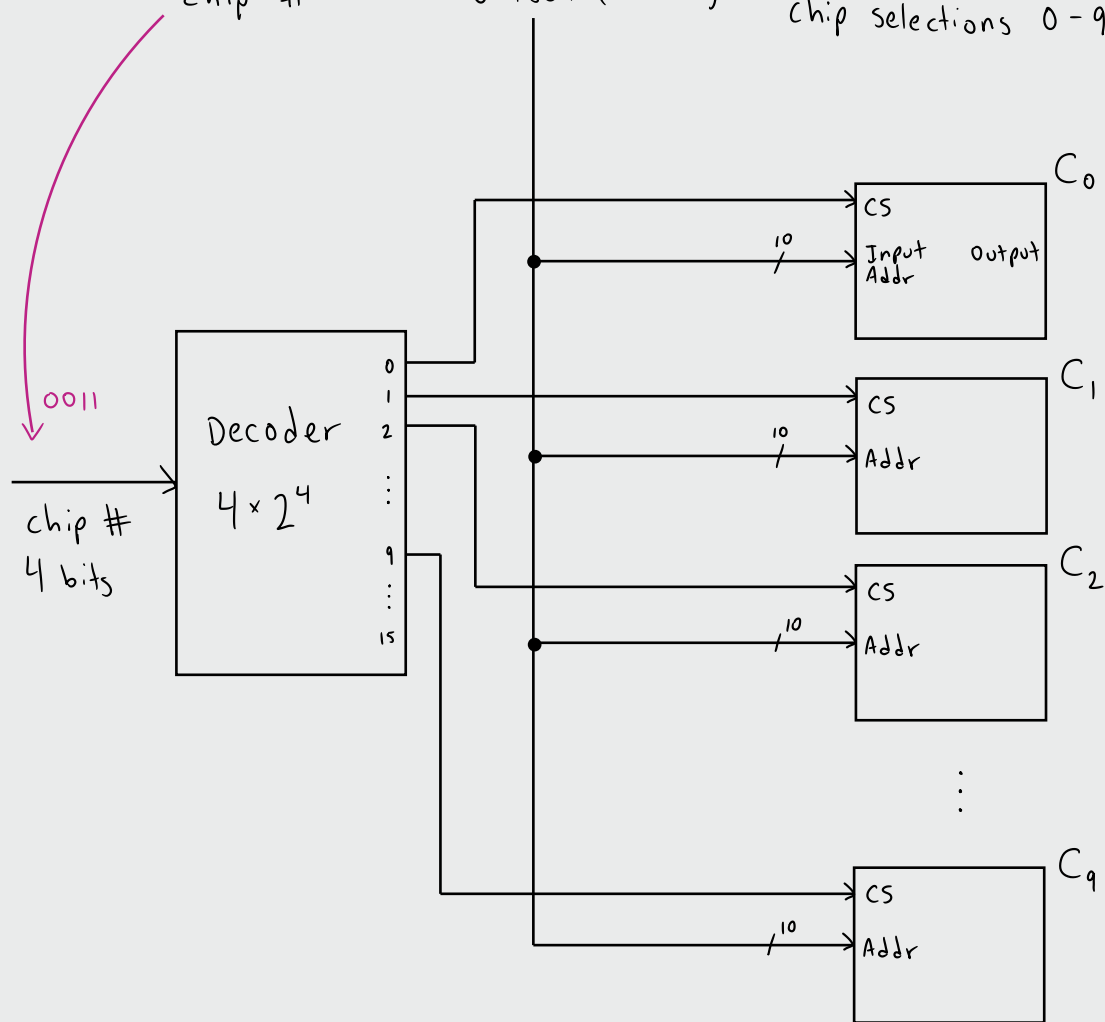 chip #
chip selections 0-9
C0
CS
10
Input Output
Addr
0
1
2
⋮
9
⋮
15
Decoder
4 × 2^4
0011
chip #
4 bits
C1
CS
10
Addr
C2
CS
10
Addr
⋮
C9
CS
10
Addr